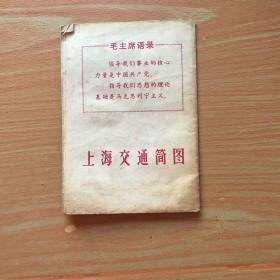 毛主席语录
领导我们事业的核心
力量是中国共产党。
指导我们思想的理论
基础是马克思列宁主义。
上海交通简图